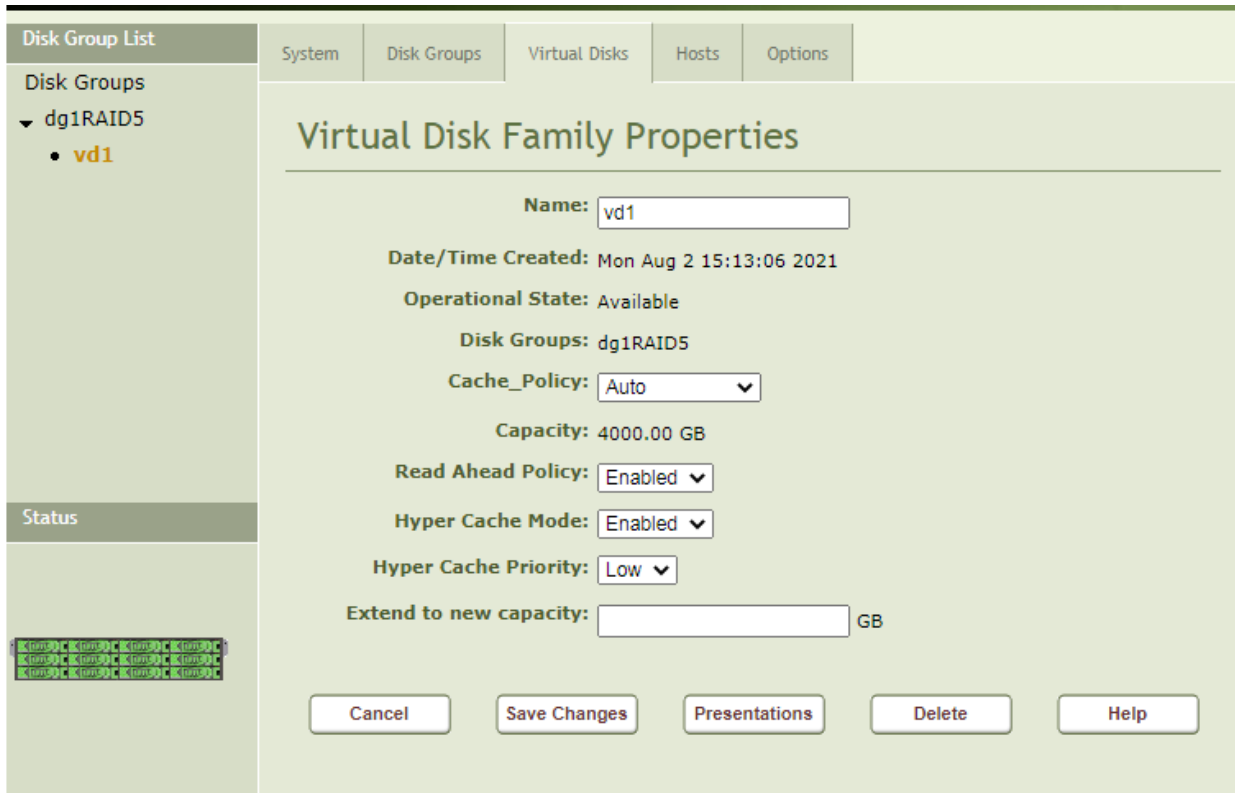 Disk Group List
Disk Groups
dg1RAID5
vd1
Status
System
Disk Groups
Virtual Disks
Hosts
Options
Virtual Disk Family Properties
Name: vd1
Date/Time Created: Mon Aug 2 15:13:06 2021
Operational State: Available
Disk Groups: dg1RAID5
Cache_Policy: Auto
Capacity: 4000.00 GB
Read Ahead Policy: Enabled
Hyper Cache Mode: Enabled
Hyper Cache Priority: Low
Extend to new capacity: GB
Cancel
Save Changes
Presentations
Delete
Help